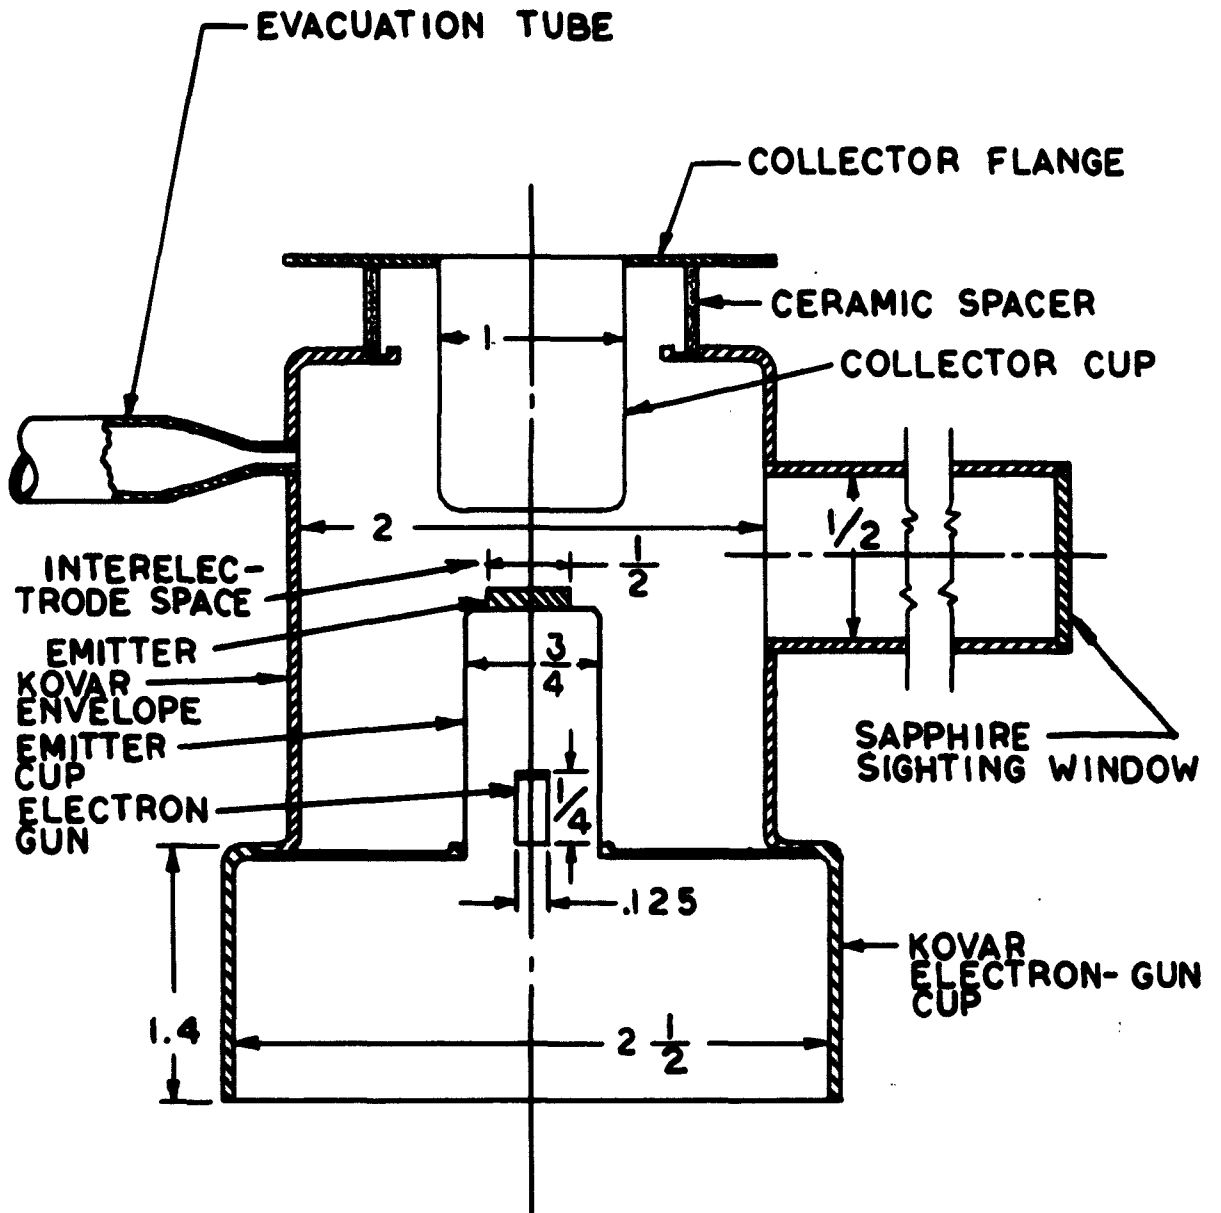 EVACUATION TUBE
COLLECTOR FLANGE
CERAMIC SPACER
1
COLLECTOR CUP
2
1/2
INTERELEC-
TRODE SPACE
1/2
EMITTER
3/4
KOVAR
ENVELOPE
EMITTER
CUP
SAPPHIRE
SIGHTING WINDOW
ELECTRON
GUN
1/4
.125
KOVAR
ELECTRON-GUN
CUP
1.4
2 1/2